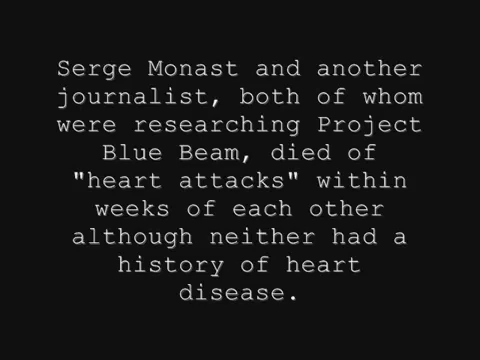 Serge Monast and another
journalist, both of whom
were researching Project
Blue Beam, died of
"heart attacks" within
weeks of each other
although neither had a
history of heart
disease.